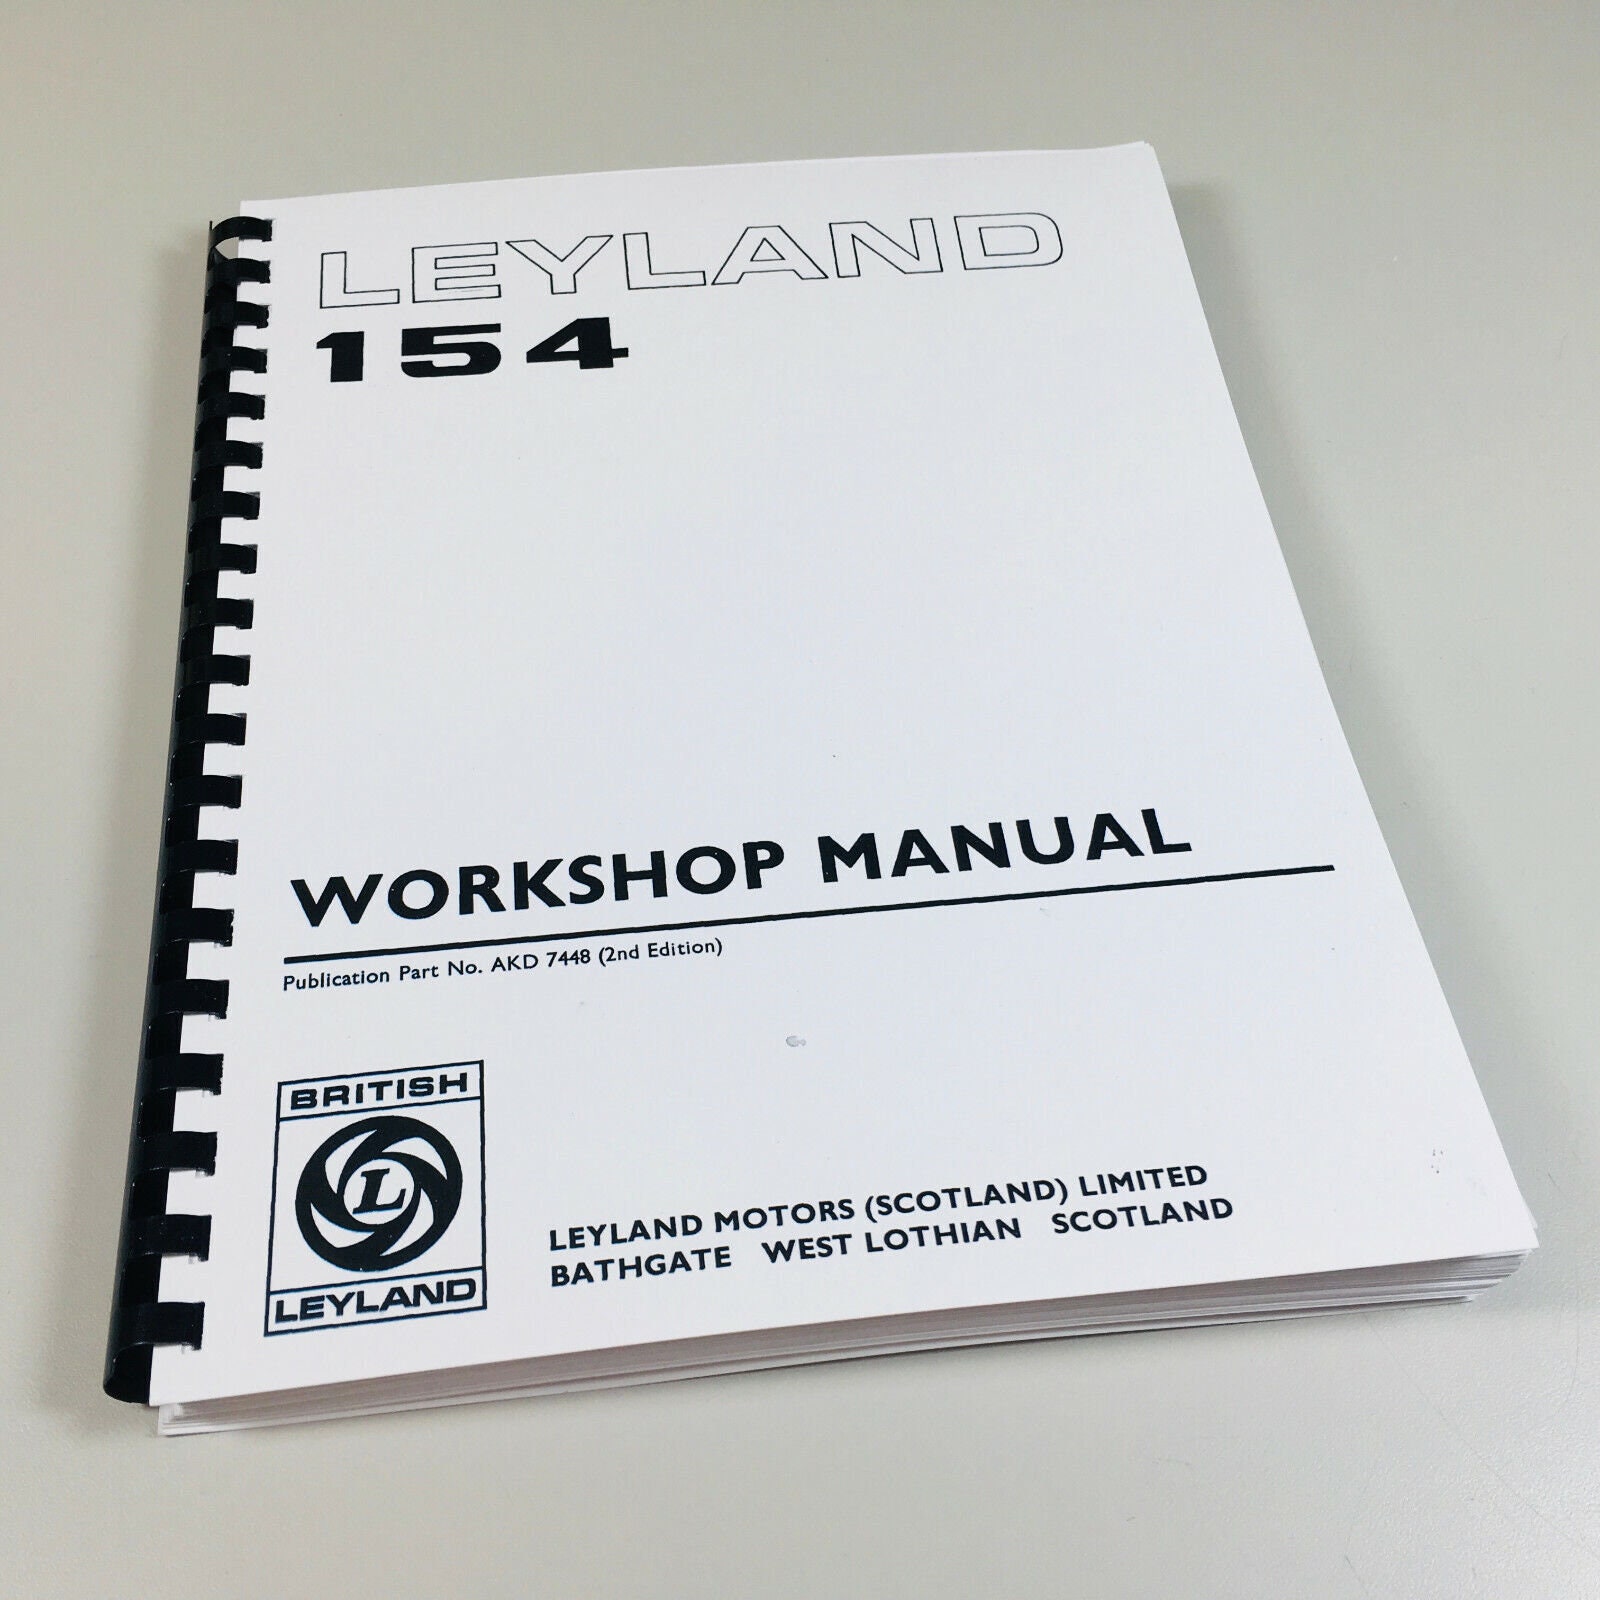 LEYLAND
154
WORKSHOP MANUAL
Publication Part No. AKD 7448 (2nd Edition)
BRITISH
L
LEYLAND
LEYLAND MOTORS (SCOTLAND) LIMITED
BATHGATE WEST LOTHIAN SCOTLAND